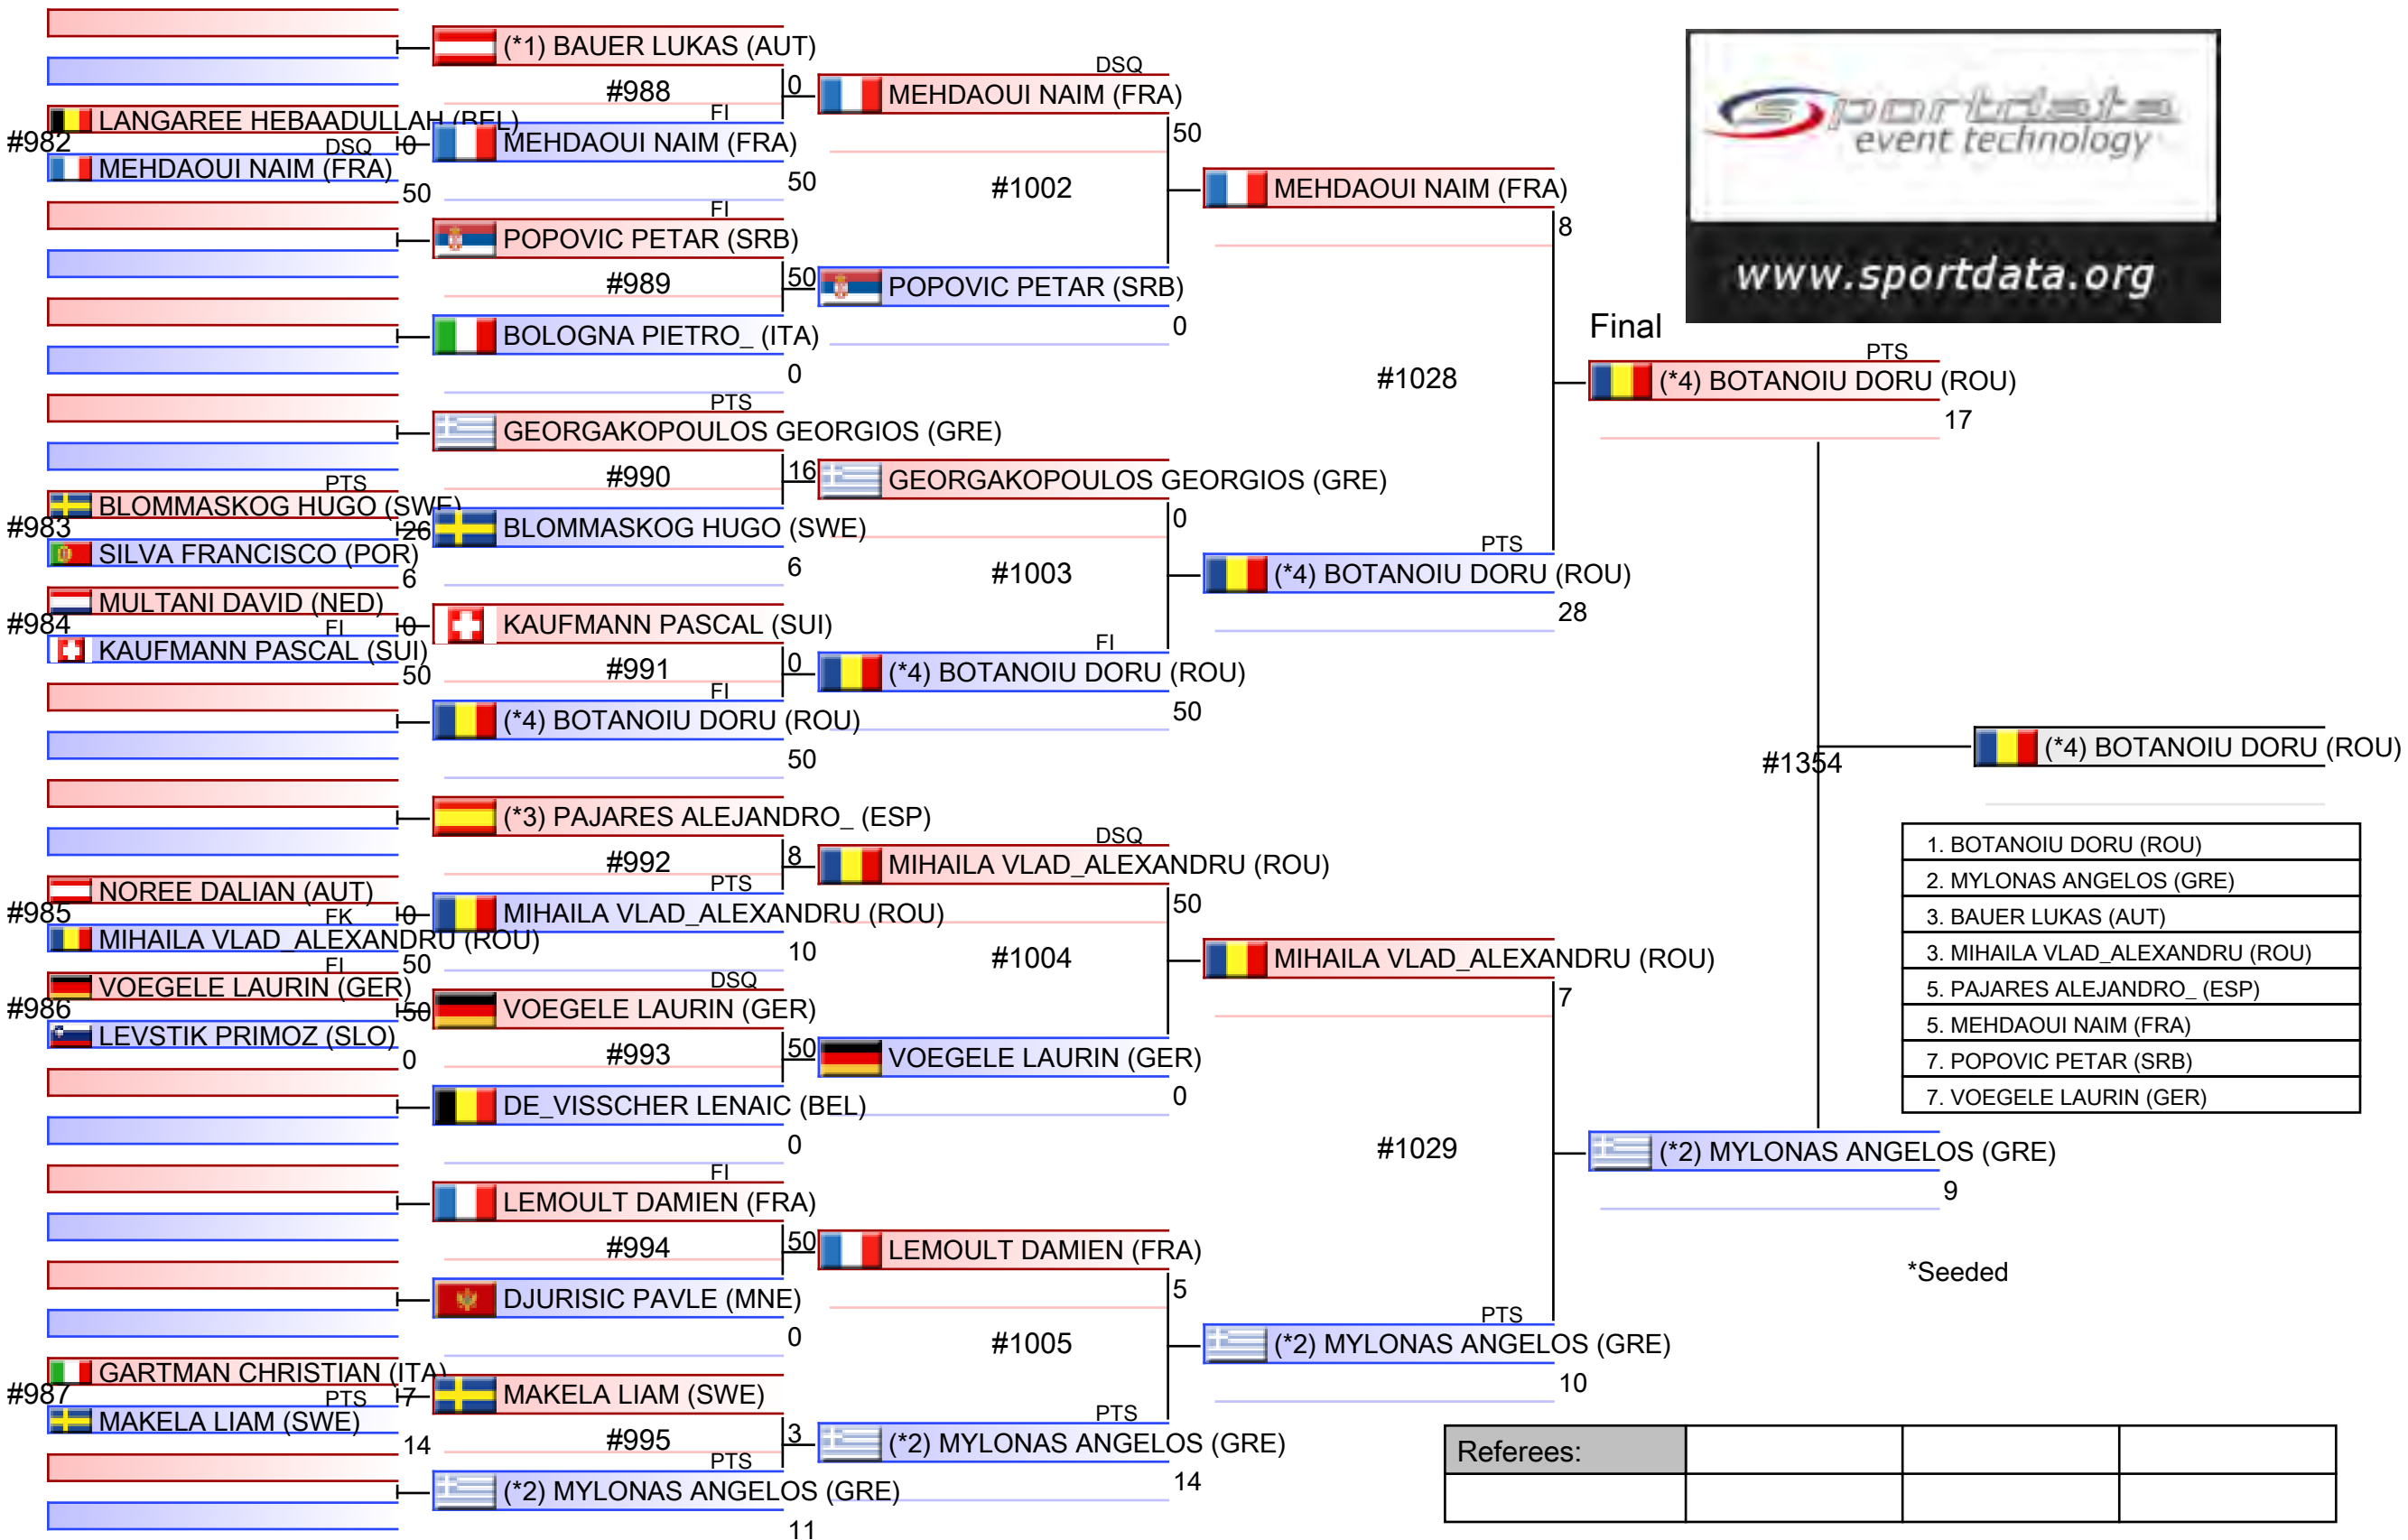 (*1) BAUER LUKAS (AUT)
#988
0
FI
LANGAREE HEBAADULLAH (BEL)
#982
DSQ
0
MEHDAOUI NAIM (FRA)
50
MEHDAOUI NAIM (FRA)
50
DSQ
MEHDAOUI NAIM (FRA)
50
#1002
FI
POPOVIC PETAR (SRB)
#989
50
POPOVIC PETAR (SRB)
0
BOLOGNA PIETRO_ (ITA)
0
MEHDAOUI NAIM (FRA)
8
#1028
PTS
GEORGAKOPOULOS GEORGIOS (GRE)
#990
16
GEORGAKOPOULOS GEORGIOS (GRE)
0
PTS
BLOMMASKOG HUGO (SWE)
#983
26
SILVA FRANCISCO (POR)
6
BLOMMASKOG HUGO (SWE)
6
#1003
PTS
(*4) BOTANOIU DORU (ROU)
28
MULTANI DAVID (NED)
#984
FI
0
KAUFMANN PASCAL (SUI)
50
KAUFMANN PASCAL (SUI)
#991
0
FI
FI
(*4) BOTANOIU DORU (ROU)
50
(*4) BOTANOIU DORU (ROU)
50
(*3) PAJARES ALEJANDRO_ (ESP)
#992
8
PTS
DSQ
MIHAILA VLAD_ALEXANDRU (ROU)
50
NOREE DALIAN (AUT)
#985
FK
0
MIHAILA VLAD_ALEXANDRU (ROU)
50
MIHAILA VLAD_ALEXANDRU (ROU)
10
#1004
MIHAILA VLAD_ALEXANDRU (ROU)
7
FI
VOEGELE LAURIN (GER)
#986
50
LEVSTIK PRIMOZ (SLO)
0
DSQ
VOEGELE LAURIN (GER)
#993
50
VOEGELE LAURIN (GER)
0
DE_VISSCHER LENAIC (BEL)
0
#1029
FI
LEMOULT DAMIEN (FRA)
#994
50
LEMOULT DAMIEN (FRA)
5
DJURISIC PAVLE (MNE)
0
#1005
PTS
(*2) MYLONAS ANGELOS (GRE)
10
GARTMAN CHRISTIAN (ITA)
#987
PTS
7
MAKELA LIAM (SWE)
14
MAKELA LIAM (SWE)
#995
3
PTS
PTS
(*2) MYLONAS ANGELOS (GRE)
14
(*2) MYLONAS ANGELOS (GRE)
11
sportdata
event technology
www.sportdata.org
Final
PTS
(*4) BOTANOIU DORU (ROU)
17
#1354
(*4) BOTANOIU DORU (ROU)
(*2) MYLONAS ANGELOS (GRE)
9
1. BOTANOIU DORU (ROU)
2. MYLONAS ANGELOS (GRE)
3. BAUER LUKAS (AUT)
3. MIHAILA VLAD_ALEXANDRU (ROU)
5. PAJARES ALEJANDRO_ (ESP)
5. MEHDAOUI NAIM (FRA)
7. POPOVIC PETAR (SRB)
7. VOEGELE LAURIN (GER)
*Seeded
Referees: